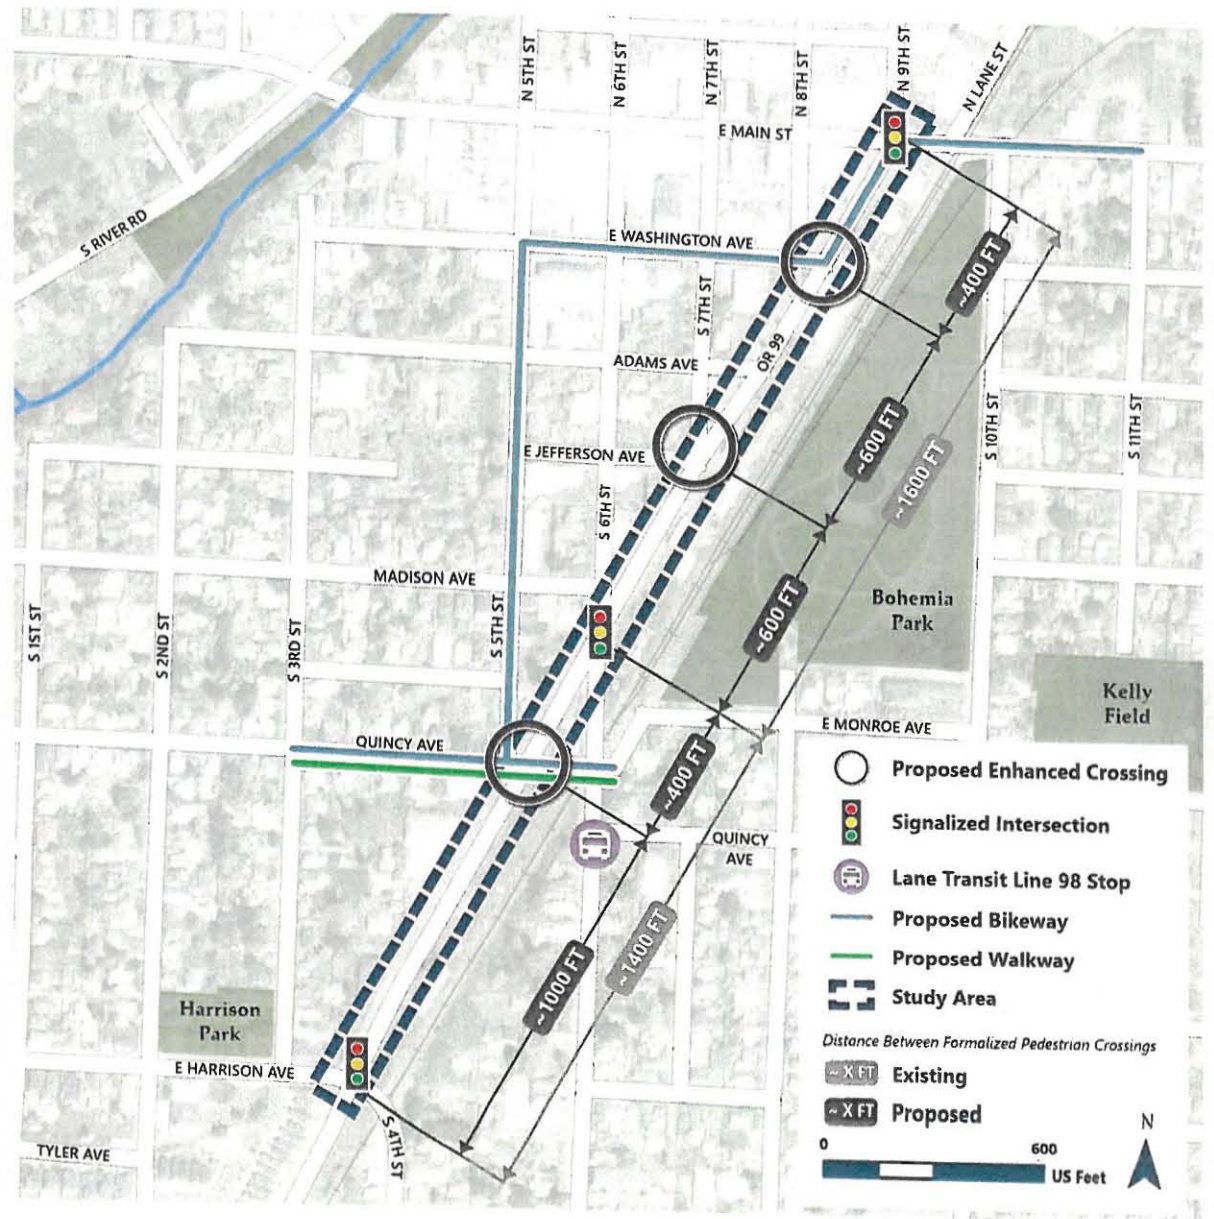 N 5TH ST
N 6TH ST
N 7TH ST
N 8TH ST
N 9TH ST
N LANE ST
E MAIN ST
S RIVER RD
E WASHINGTON AVE
~400 FT
S 7TH ST
OR 99
ADAMS AVE
~600 FT
~1600 FT
S 10TH ST
S 11TH ST
E JEFFERSON AVE
S 6TH ST
MADISON AVE
~600 FT
Bohemia
Park
S 1ST ST
S 2ND ST
S 3RD ST
S 5TH ST
Kelly
Field
E MONROE AVE
QUINCY AVE
~400 FT
QUINCY
AVE
~1400 FT
~1000 FT
Harrison
Park
E HARRISON AVE
S 4TH ST
TYLER AVE
Proposed Enhanced Crossing
Signalized Intersection
Lane Transit Line 98 Stop
Proposed Bikeway
Proposed Walkway
Study Area
Distance Between Formalized Pedestrian Crossings
~ X FT Existing
~ X FT Proposed
N
0 600
US Feet